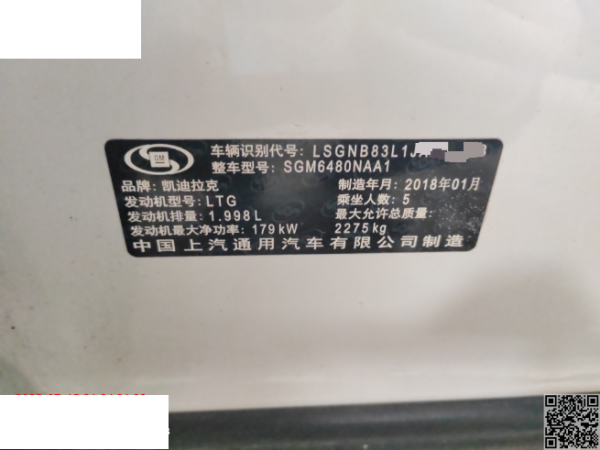 GM
车辆识别代号: LSGNB83L1J
整车型号: SGM6480NAA1
品牌: 凯迪拉克
制造年月: 2018年01月
发动机型号: LTG
乘坐人数: 5
发动机排量: 1.998L
最大允许总质量:
发动机最大净功率: 179kW
2275kg
中国上汽通用汽车有限公司制造